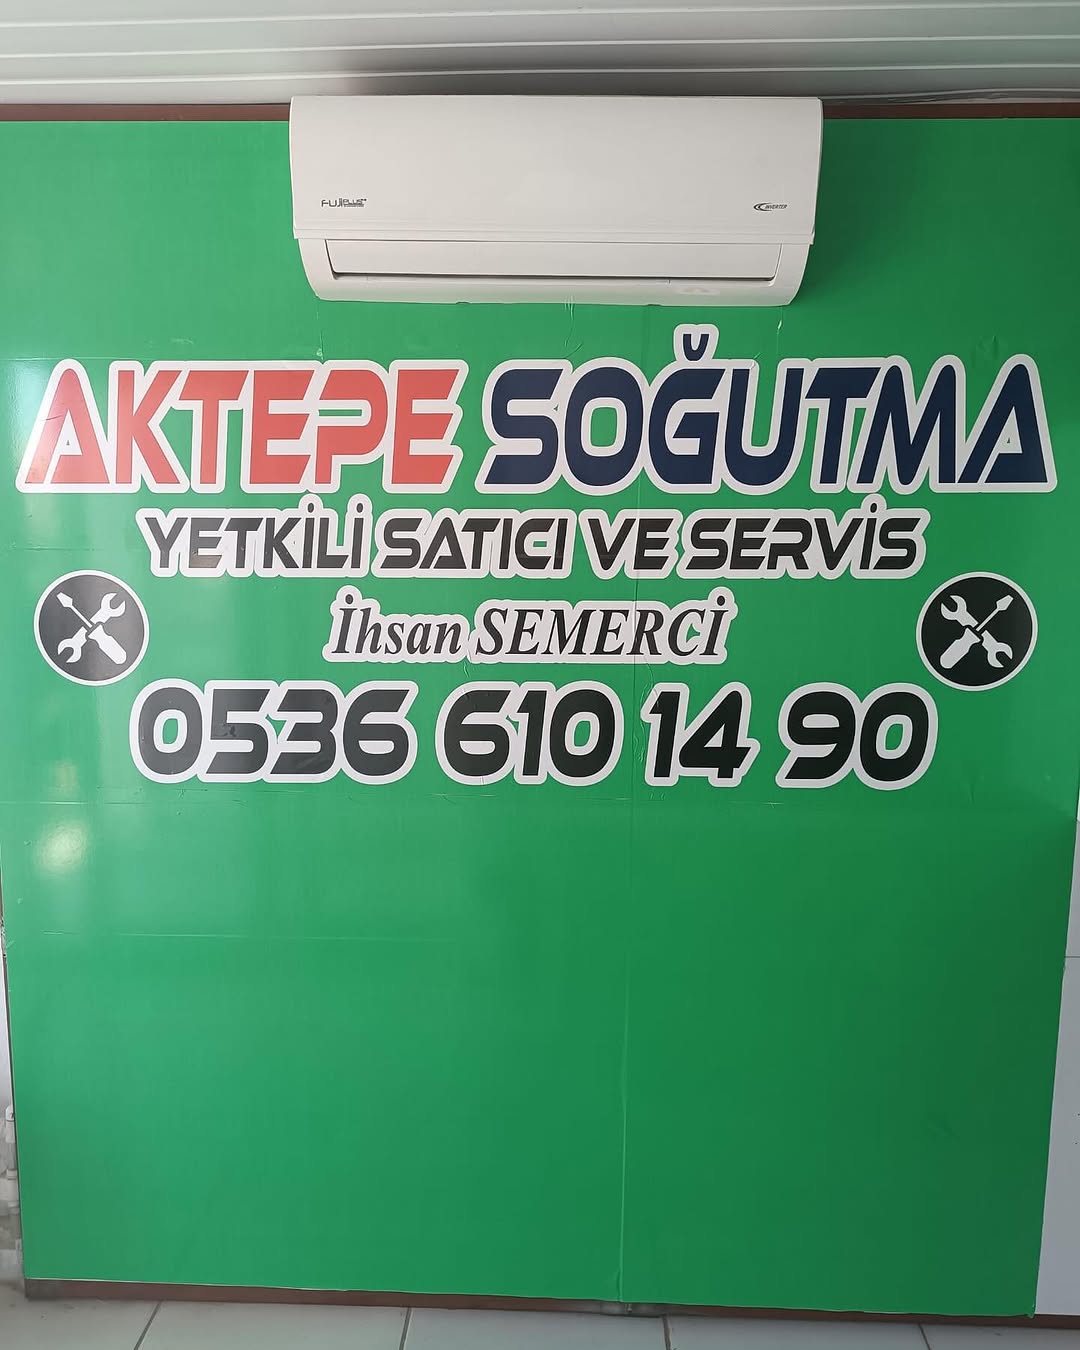 FUJIPLUS+
INVERTER
AKTEPE SOĞUTMA
YETKİLİ SATICI VE SERVİS
İhsan SEMERCİ
0536 610 14 90